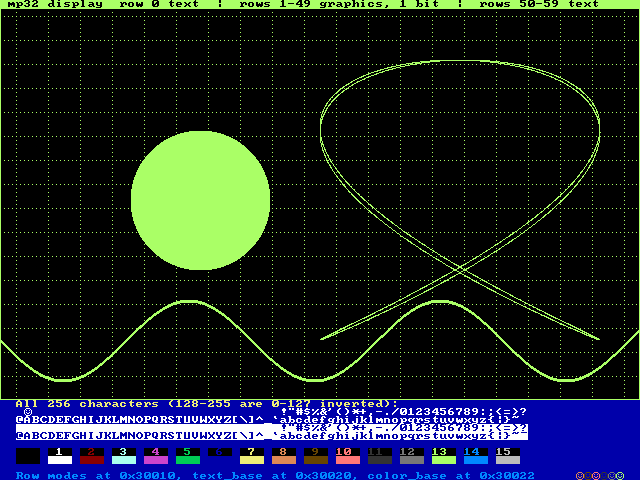 mp32 display  row 0 text  ¦  rows 1-49 graphics, 1 bit  ¦  rows 50-59 text
All 256 characters (128-255 are 0-127 inverted):
© !"#$%&'()*+,-./0123456789:;<=>?
@ABCDEFGHIJKLMNOPQRSTUVWXYZ[\]^_`abcdefghijklmnopqrstuvwxyz{¦}~
!"#$%&'()*+,-./0123456789:;<=>?
@ABCDEFGHIJKLMNOPQRSTUVWXYZ[\]^_`abcdefghijklmnopqrstuvwxyz{¦}~
1 2 3 4 5 6 7 8 9 10 11 12 13 14 15
Row modes at 0x30010, text_base at 0x30020, color_base at 0x30022